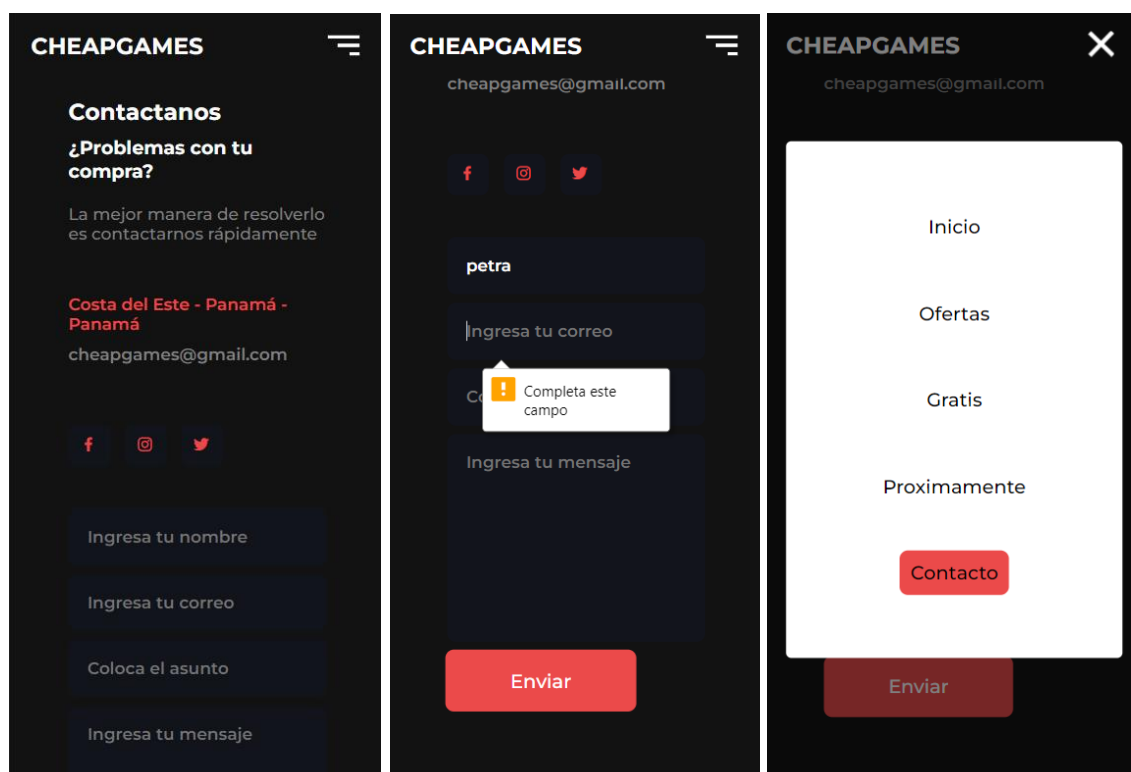 CHEAPGAMES
Contactanos
¿Problemas con tu
compra?
La mejor manera de resolverlo
es contactarnos rápidamente
Costa del Este - Panamá -
Panamá
cheapgames@gmail.com
Ingresa tu nombre
Ingresa tu correo
Coloca el asunto
Ingresa tu mensaje
CHEAPGAMES
cheapgames@gmail.com
petra
Ingresa tu correo
Completa este
campo
Ingresa tu mensaje
Enviar
CHEAPGAMES
cheapgames@gmail.com
Inicio
Ofertas
Gratis
Proximamente
Contacto
Enviar